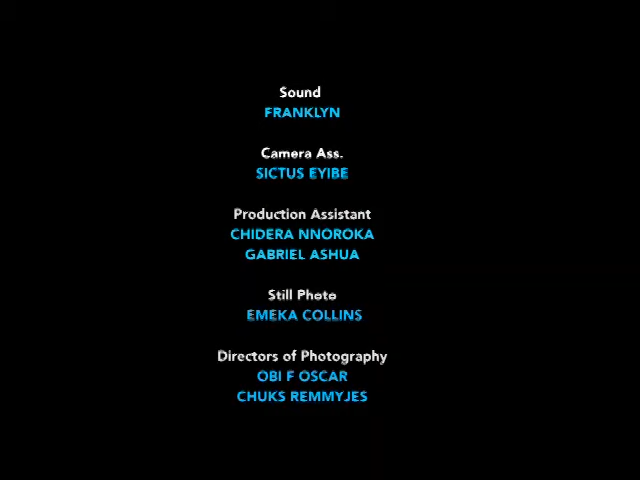 Sound
FRANKLYN
Camera Ass.
SICTUS EYIBE
Production Assistant
CHIDERA NNOROKA
GABRIEL ASHUA
Still Photo
EMEKA COLLINS
Directors of Photography
OBI F OSCAR
CHUKS REMMYJES